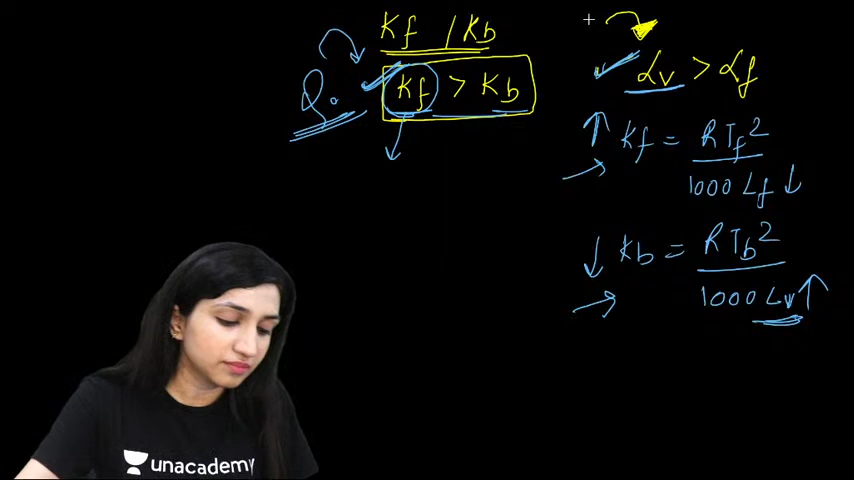 Kf / Kb
Q. Kf > Kb
Lv > Lf
Kf = RTf²
1000 Lf ↓
Kb = RTb²
1000 Lv ↑
unacademy